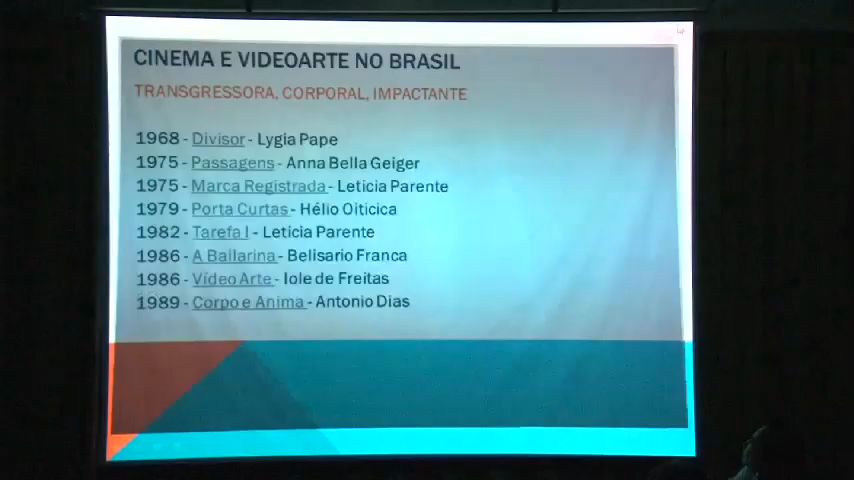 CINEMA E VIDEOARTE NO BRASIL
TRANSGRESSORA, CORPORAL, IMPACTANTE
1968 - Divisor - Lygia Pape
1975 - Passagens - Anna Bella Geiger
1975 - Marca Registrada - Leticia Parente
1979 - Porta Curtas - Hélio Oiticica
1982 - Tarefa I - Leticia Parente
1986 - A Bailarina - Belisario Franca
1986 - Vídeo Arte - Iole de Freitas
1989 - Corpo e Anima - Antonio Dias